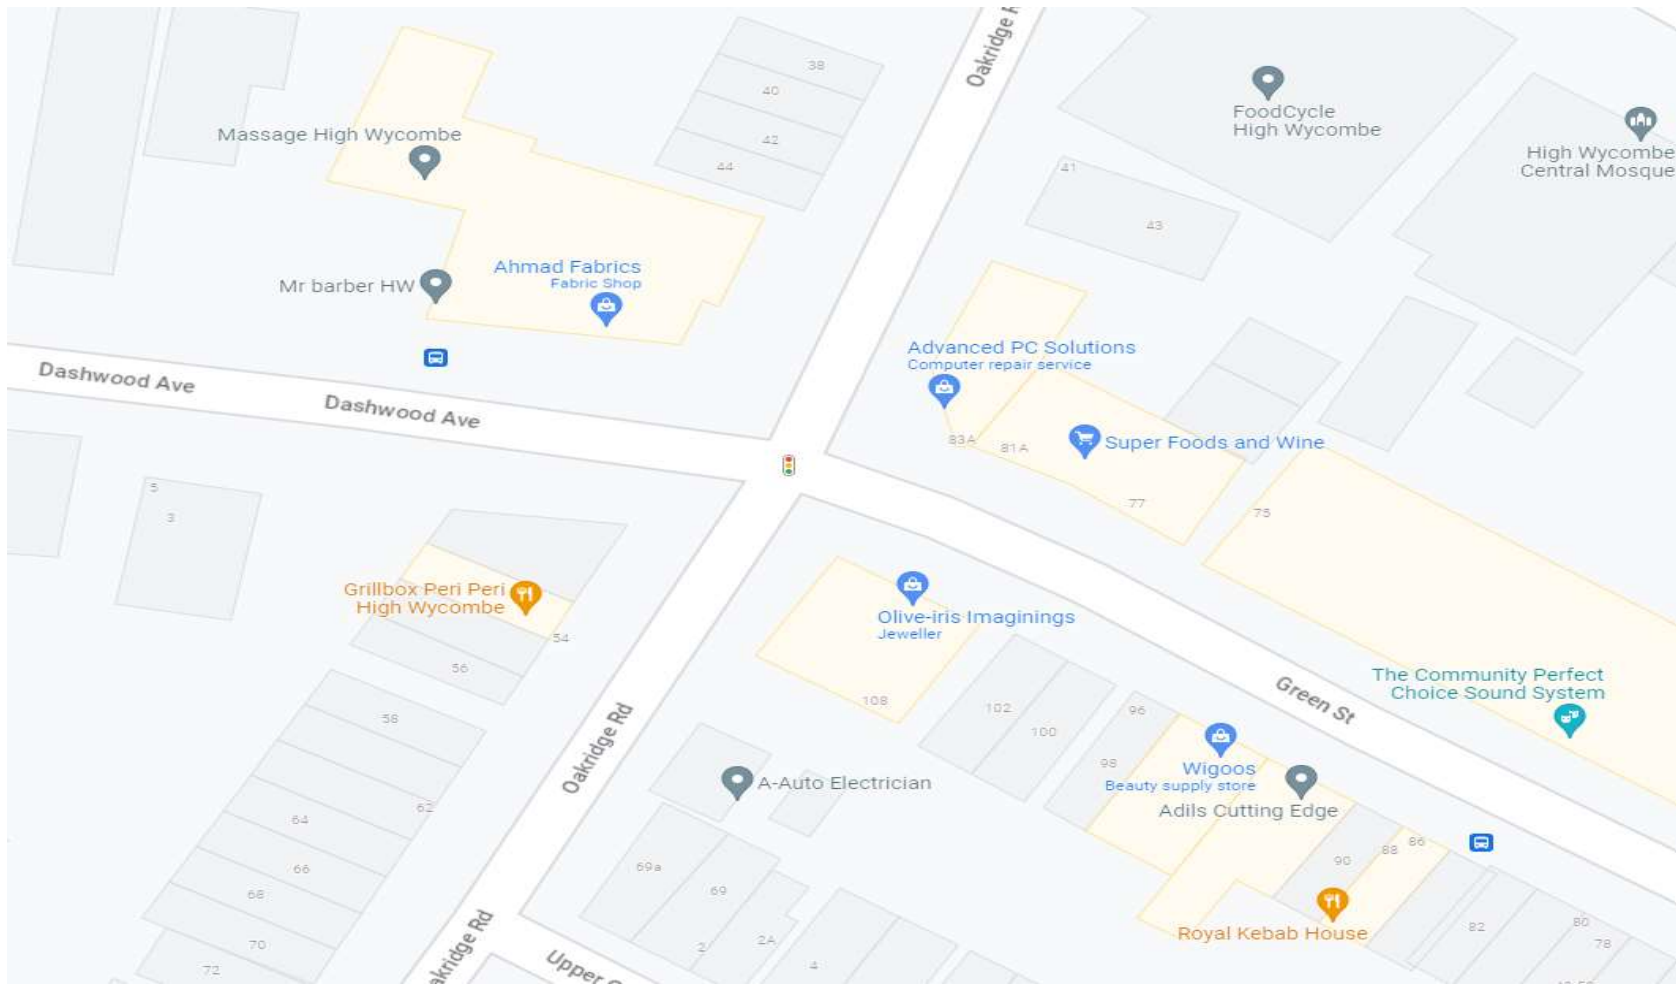 Oakridge R
38
40
42
44
Massage High Wycombe
FoodCycle
High Wycombe
High Wycombe
Central Mosque
41
43
Mr barber HW
Ahmad Fabrics
Fabric Shop
Advanced PC Solutions
Computer repair service
Dashwood Ave
Dashwood Ave
83A
81A
Super Foods and Wine
77
75
5
3
Grillbox Peri Peri
High Wycombe
54
56
58
62
64
66
68
70
72
Olive-iris Imaginings
Jeweller
108
102
100
96
98
Green St
The Community Perfect
Choice Sound System
Wigoos
Beauty supply store
Adils Cutting Edge
Oakridge Rd
A-Auto Electrician
69a
69
2
2A
4
90
88
86
Royal Kebab House
82
80
78
akridge Rd
Upper